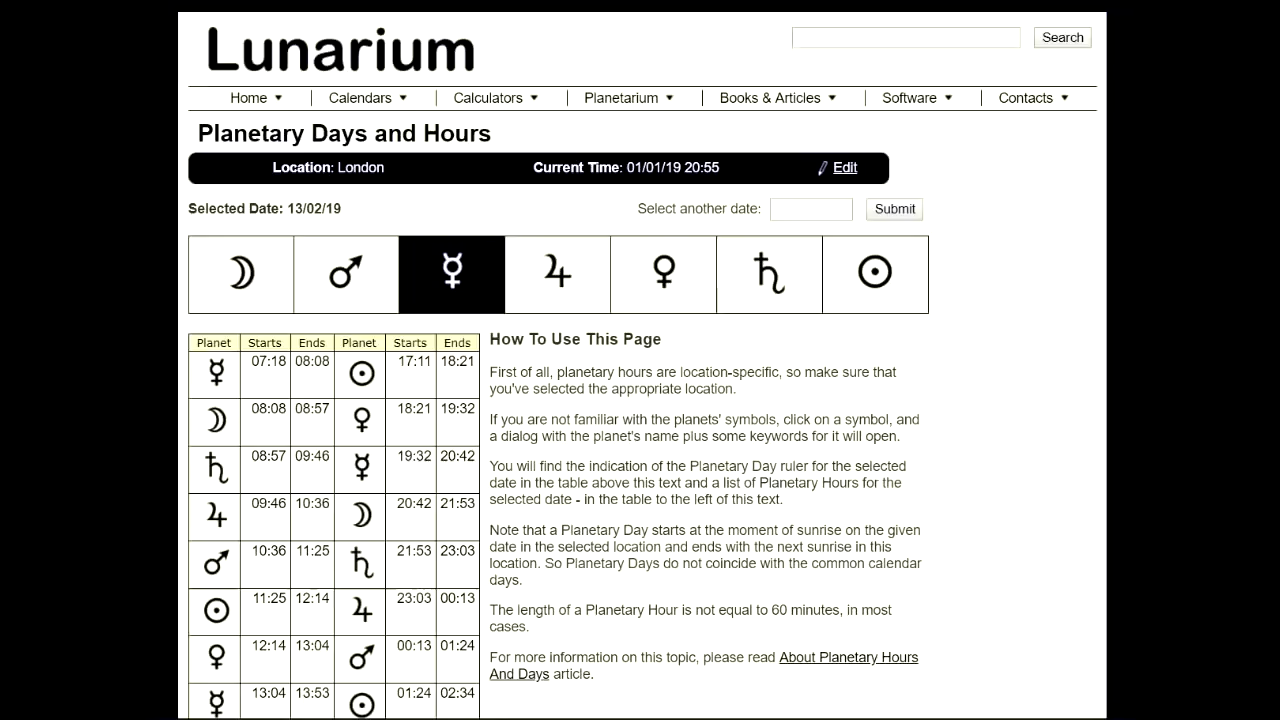 Lunarium
Search
Home Calendars Calculators Planetarium Books & Articles Software Contacts
Planetary Days and Hours
Location: London Current Time: 01/01/19 20:55 Edit
Selected Date: 13/02/19 Select another date: Submit
☽ ♂ ☿ ♃ ♀ ♄ ☉
Planet Starts Ends Planet Starts Ends
☿ 07:18 08:08 ☉ 17:11 18:21
☽ 08:08 08:57 ♀ 18:21 19:32
♄ 08:57 09:46 ☿ 19:32 20:42
♃ 09:46 10:36 ☽ 20:42 21:53
♂ 10:36 11:25 ♄ 21:53 23:03
☉ 11:25 12:14 ♃ 23:03 00:13
♀ 12:14 13:04 ♂ 00:13 01:24
☿ 13:04 13:53 ☉ 01:24 02:34
How To Use This Page
First of all, planetary hours are location-specific, so make sure that
you've selected the appropriate location.
If you are not familiar with the planets' symbols, click on a symbol, and
a dialog with the planet's name plus some keywords for it will open.
You will find the indication of the Planetary Day ruler for the selected
date in the table above this text and a list of Planetary Hours for the
selected date - in the table to the left of this text.
Note that a Planetary Day starts at the moment of sunrise on the given
date in the selected location and ends with the next sunrise in this
location. So Planetary Days do not coincide with the common calendar
days.
The length of a Planetary Hour is not equal to 60 minutes, in most
cases.
For more information on this topic, please read About Planetary Hours
And Days article.